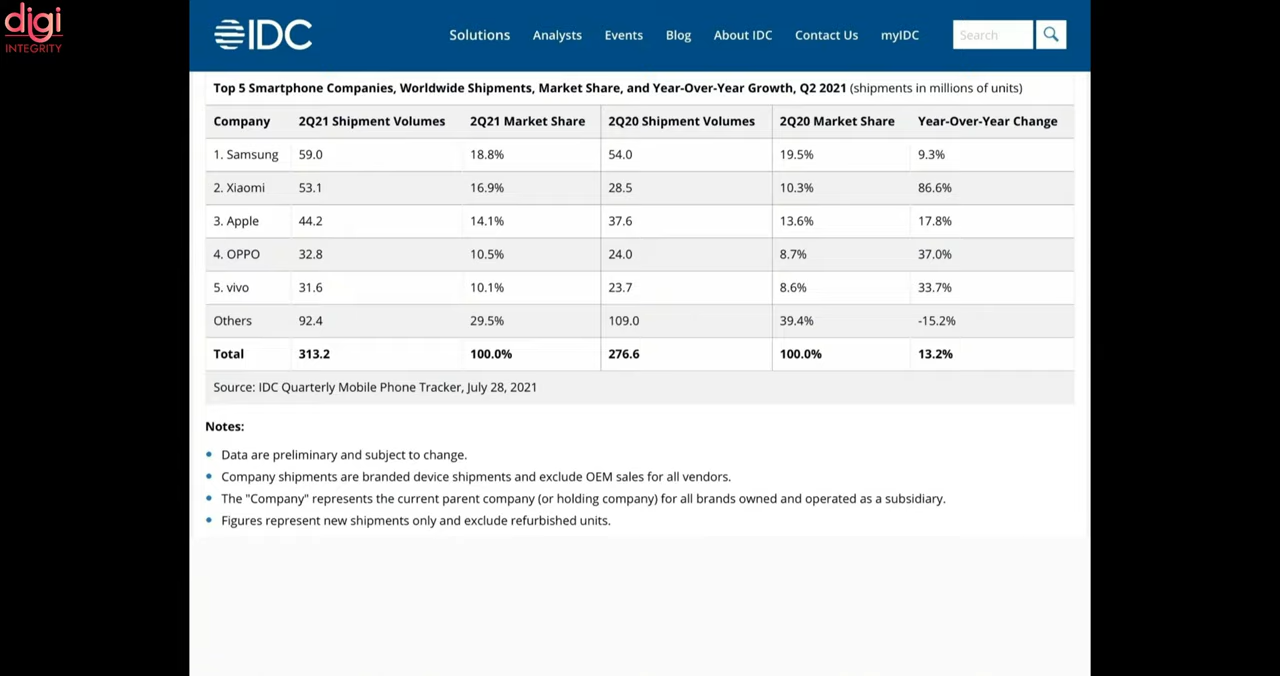 digi
INTEGRITY
IDC
Solutions Analysts Events Blog About IDC Contact Us myIDC Search
Top 5 Smartphone Companies, Worldwide Shipments, Market Share, and Year-Over-Year Growth, Q2 2021 (shipments in millions of units)
Company 2Q21 Shipment Volumes 2Q21 Market Share 2Q20 Shipment Volumes 2Q20 Market Share Year-Over-Year Change
1. Samsung 59.0 18.8% 54.0 19.5% 9.3%
2. Xiaomi 53.1 16.9% 28.5 10.3% 86.6%
3. Apple 44.2 14.1% 37.6 13.6% 17.8%
4. OPPO 32.8 10.5% 24.0 8.7% 37.0%
5. vivo 31.6 10.1% 23.7 8.6% 33.7%
Others 92.4 29.5% 109.0 39.4% -15.2%
Total 313.2 100.0% 276.6 100.0% 13.2%
Source: IDC Quarterly Mobile Phone Tracker, July 28, 2021
Notes:
• Data are preliminary and subject to change.
• Company shipments are branded device shipments and exclude OEM sales for all vendors.
• The "Company" represents the current parent company (or holding company) for all brands owned and operated as a subsidiary.
• Figures represent new shipments only and exclude refurbished units.